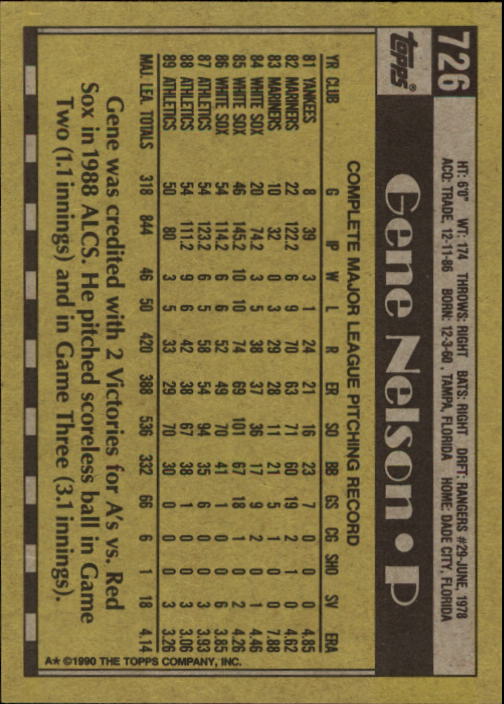 726
Topps®
HT: 6'0" WT: 174 THROWS: RIGHT BATS: RIGHT DRFT: RANGERS #29-JUNE, 1978
ACQ: TRADE, 12-11-86 BORN: 12-3-60, TAMPA, FLORIDA HOME: DADE CITY, FLORIDA
Gene Nelson • P
COMPLETE MAJOR LEAGUE PITCHING RECORD
YR CLUB G IP W L R ER SO BB GS CG SHO SV ERA
81 YANKEES 8 39 3 1 24 21 16 23 7 0 0 0 4.85
82 MARINERS 22 122.2 6 9 70 63 71 60 19 2 1 0 4.62
83 MARINERS 10 32 0 3 29 28 11 21 5 1 0 0 7.88
84 WHITE SOX 20 74.2 3 5 38 37 36 17 9 2 0 1 4.46
85 WHITE SOX 46 145.2 10 10 74 69 101 67 18 1 0 2 4.26
86 WHITE SOX 54 114.2 6 6 52 49 70 41 1 0 0 6 3.85
87 ATHLETICS 54 123.2 6 5 58 54 94 35 6 0 0 3 3.93
88 ATHLETICS 54 111.2 9 6 42 38 67 38 1 0 0 3 3.06
89 ATHLETICS 50 80 3 5 33 29 70 30 0 0 0 3 3.26
MAJ. LEA. TOTALS 318 844 46 50 420 388 536 332 66 6 1 18 4.14
Gene was credited with 2 Victories for A's vs. Red
Sox in 1988 ALCS. He pitched scoreless ball in Game
Two (1.1 innings) and in Game Three (3.1 innings).
A★ ©1990 THE TOPPS COMPANY, INC.